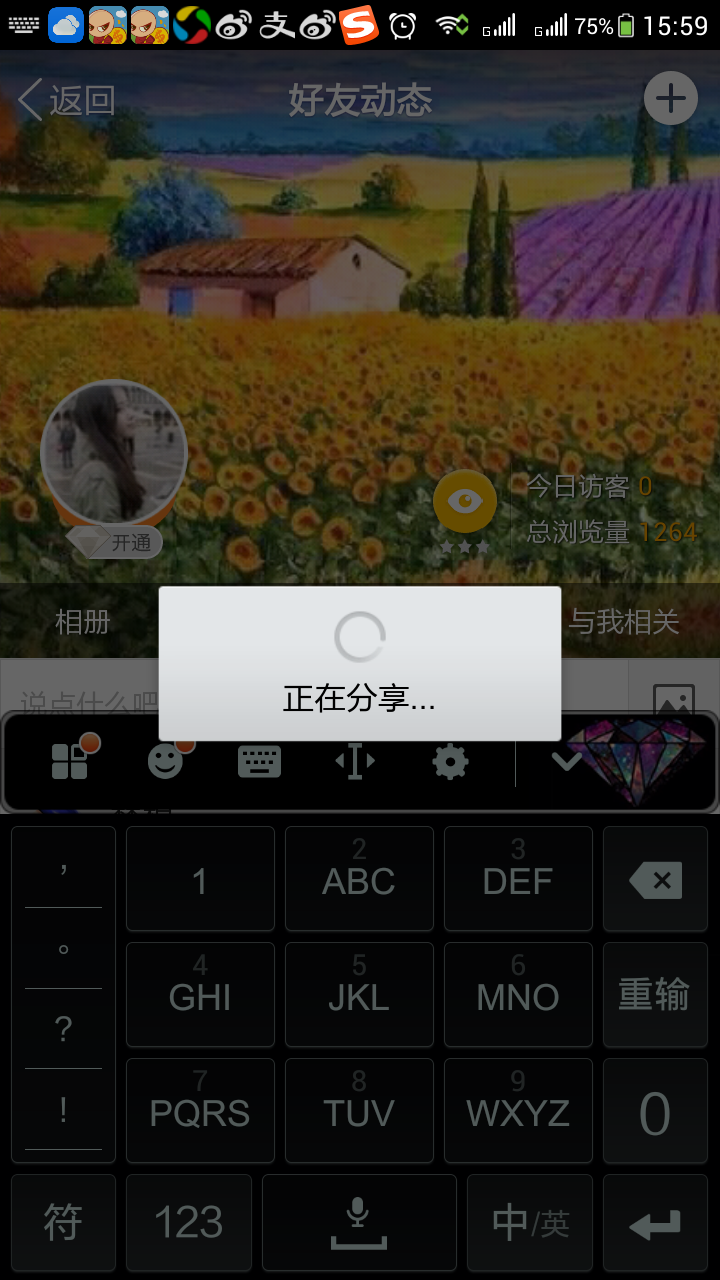 75% 15:59
返回 好友动态
今日访客 0
总浏览量 1264
开通
相册 与我相关
正在分享...
说点什么吧
, 1 2 ABC 3 DEF
。 4 GHI 5 JKL 6 MNO 重输
?
! 7 PQRS 8 TUV 9 WXYZ 0
符 123 中/英